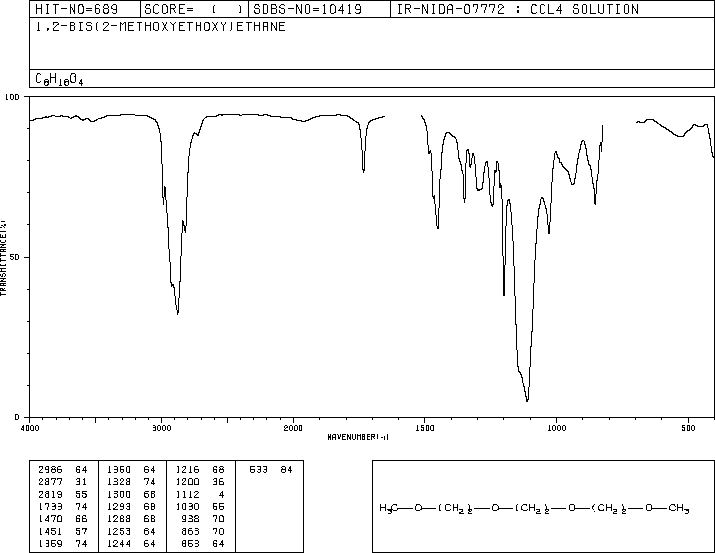 HIT-NO=689 SCORE= ( ) SDBS-NO=10419 IR-NIDA-07772 : CCL4 SOLUTION
1,2-BIS(2-METHOXYETHOXY)ETHANE
C8H18O4
100
50
0
TRANSMITTANCE(%)
4000 3000 2000 1500 1000 500
WAVENUMBER(-1)
2986 64 1360 64 1216 68 533 84
2877 31 1328 74 1200 36
2819 55 1300 68 1112 4
1733 74 1293 68 1030 55
1470 66 1288 68 938 70
1451 57 1253 64 865 70
1359 74 1244 64 853 64
H3C—O—(CH2)2—O—(CH2)2—O—(CH2)2—O—CH3